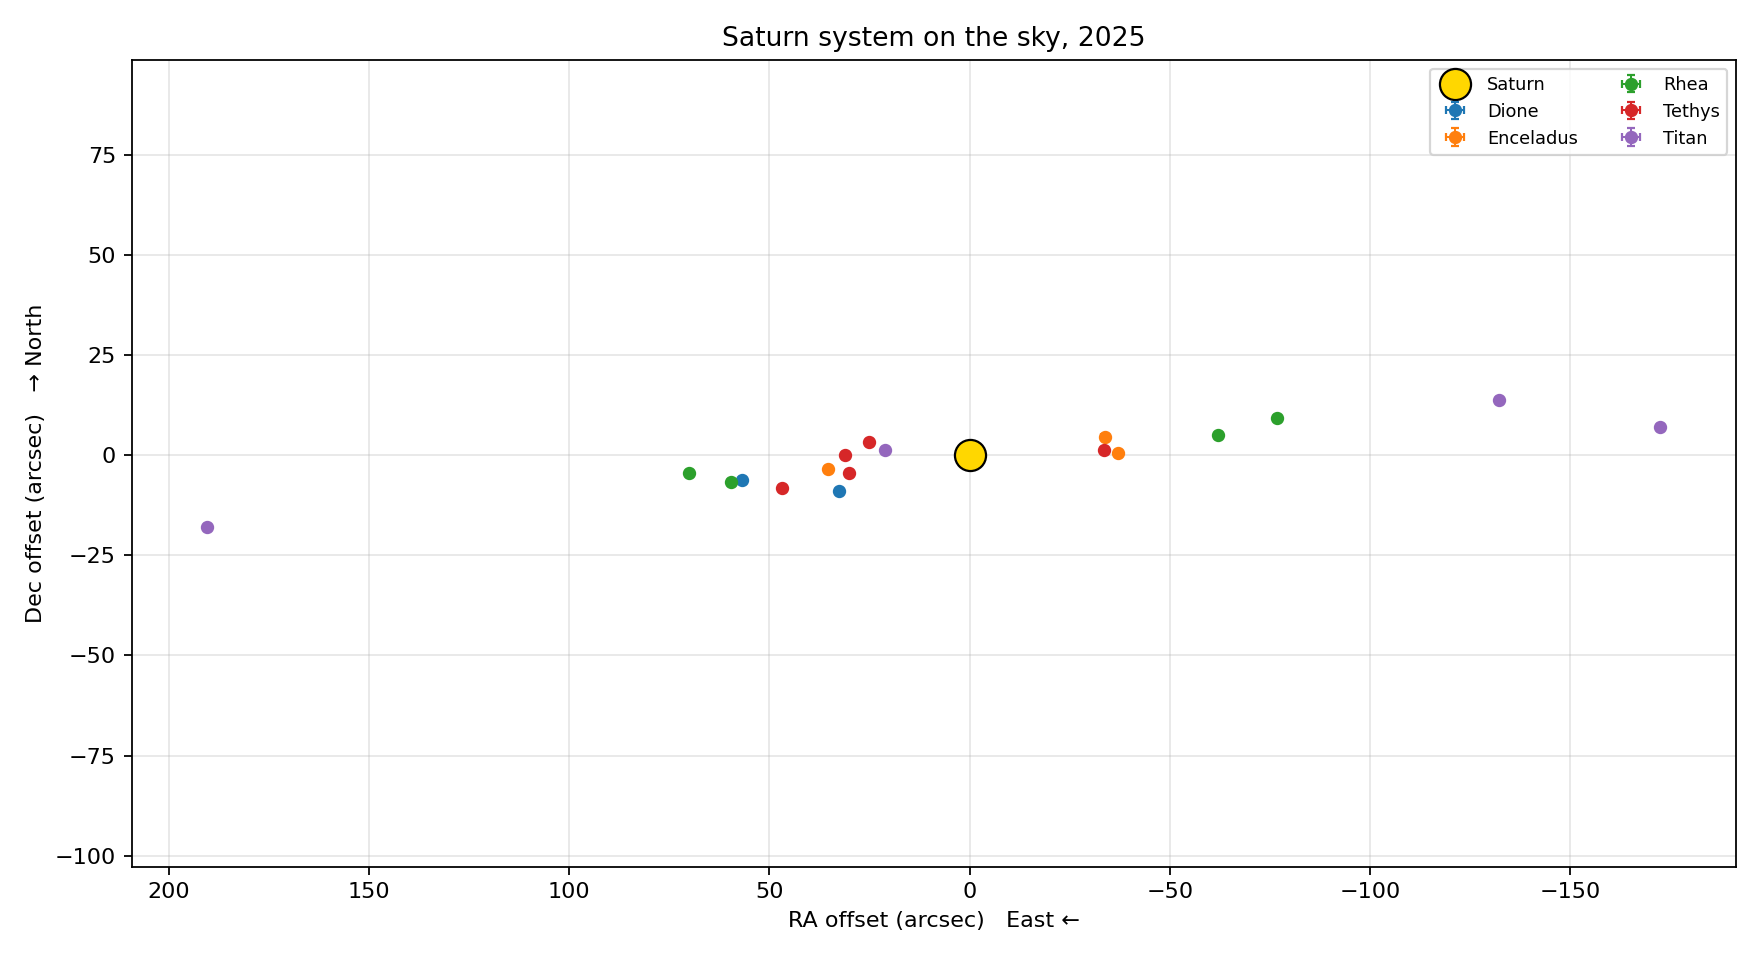 Saturn system on the sky, 2025
Saturn
Dione
Enceladus
Rhea
Tethys
Titan
75
50
25
0
−25
−50
−75
−100
Dec offset (arcsec) → North
200 150 100 50 0 −50 −100 −150
RA offset (arcsec) East ←